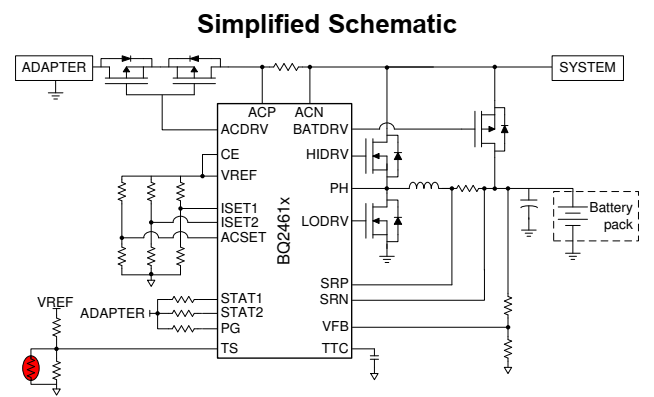 Simplified Schematic
ADAPTER
SYSTEM
ACP
ACN
ACDRV
BATDRV
CE
HIDRV
VREF
PH
ISET1
ISET2
ACSET
LODRV
BQ2461x
Battery
pack
SRP
SRN
STAT1
STAT2
PG
VFB
TS
TTC
VREF
ADAPTER